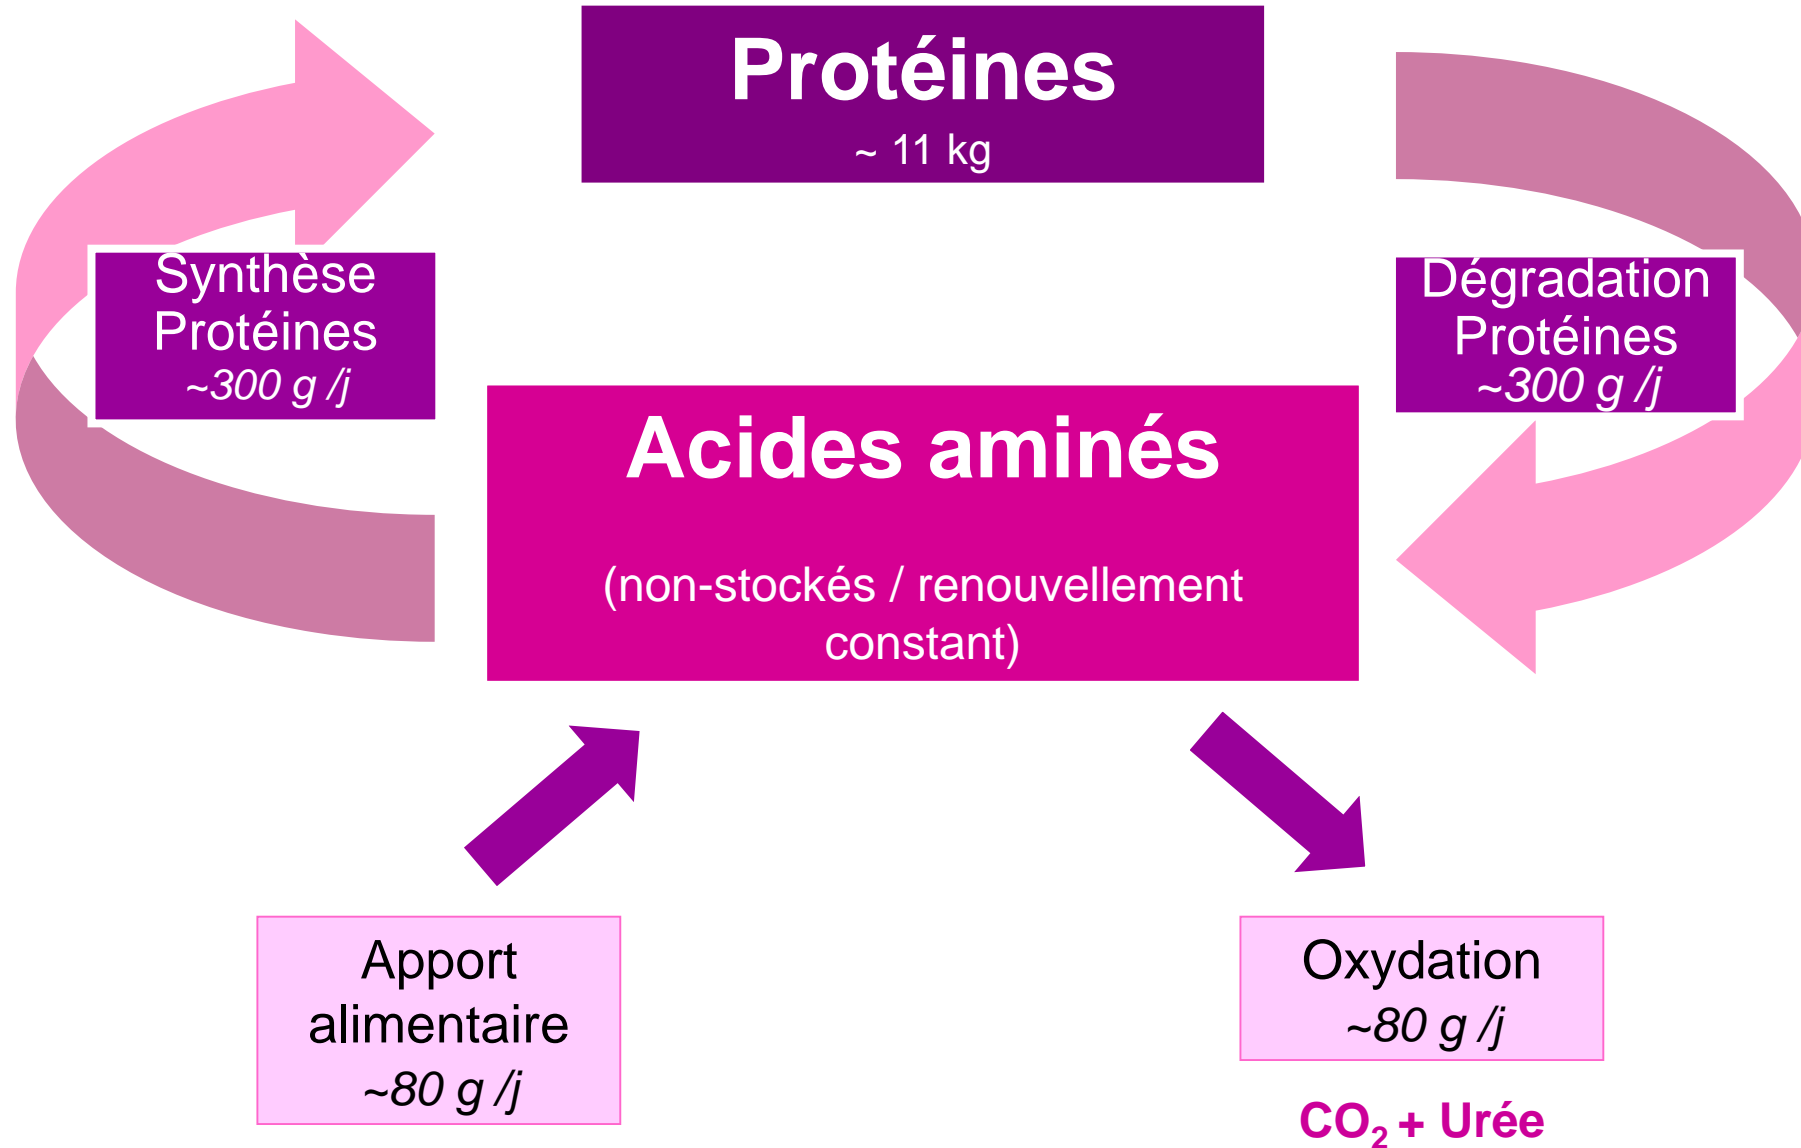 Protéines
~ 11 kg
Synthèse
Protéines
~300 g /j
Dégradation
Protéines
~300 g /j
Acides aminés
(non-stockés / renouvellement
constant)
Apport
alimentaire
~80 g /j
Oxydation
~80 g /j
CO₂ + Urée